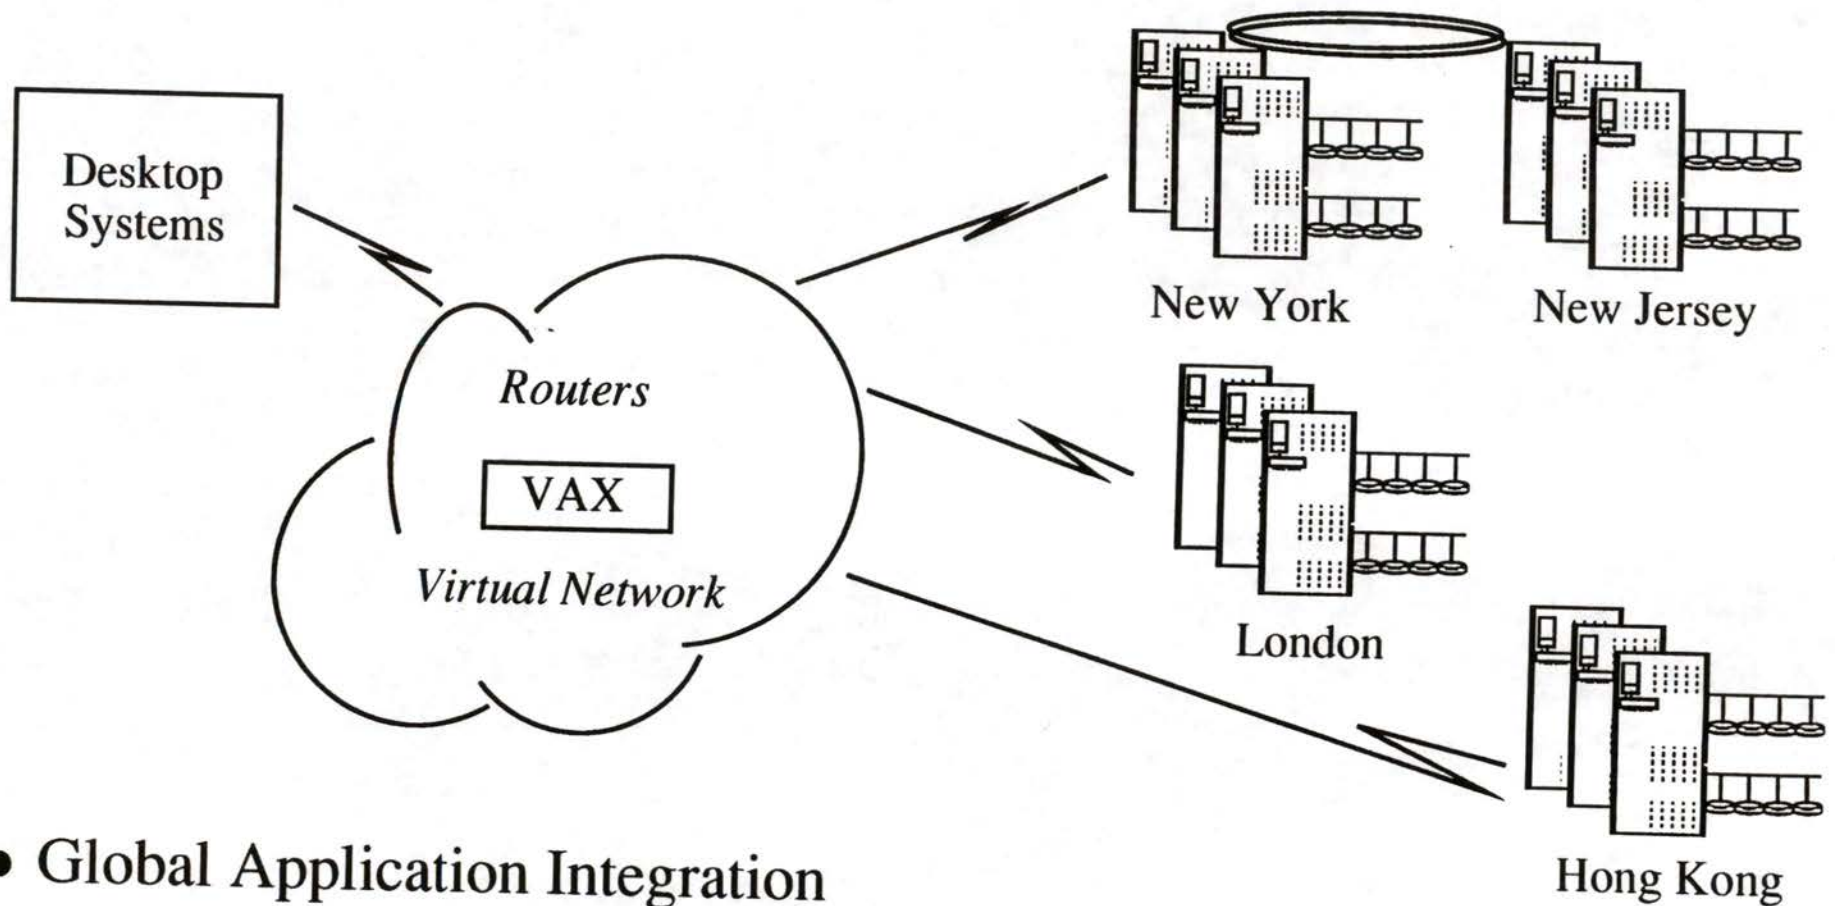 Desktop
Systems
Routers
VAX
Virtual Network
New York
New Jersey
London
Hong Kong
• Global Application Integration